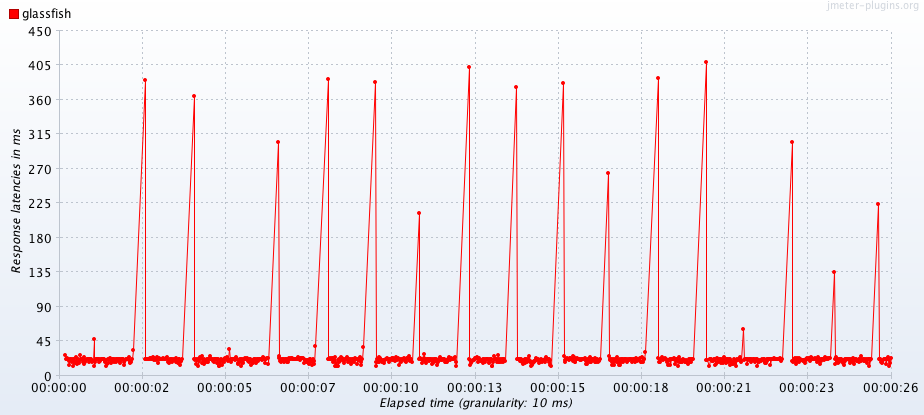 jmeter-plugins.org
glassfish
450
405
360
315
270
225
180
135
90
45
0
Response latencies in ms
00:00:00 00:00:02 00:00:05 00:00:07 00:00:10 00:00:13 00:00:15 00:00:18 00:00:21 00:00:23 00:00:26
Elapsed time (granularity: 10 ms)